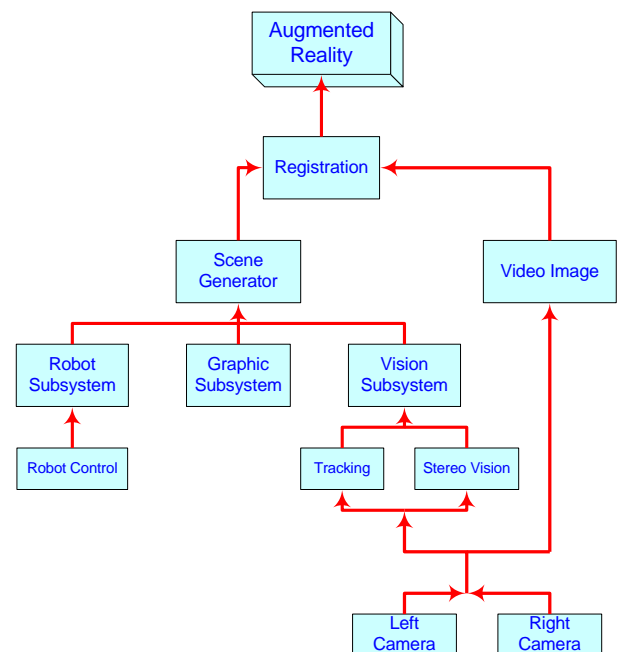 Augmented
Reality
Registration
Scene
Generator
Video Image
Robot
Subsystem
Graphic
Subsystem
Vision
Subsystem
Robot Control
Tracking
Stereo Vision
Left
Camera
Right
Camera